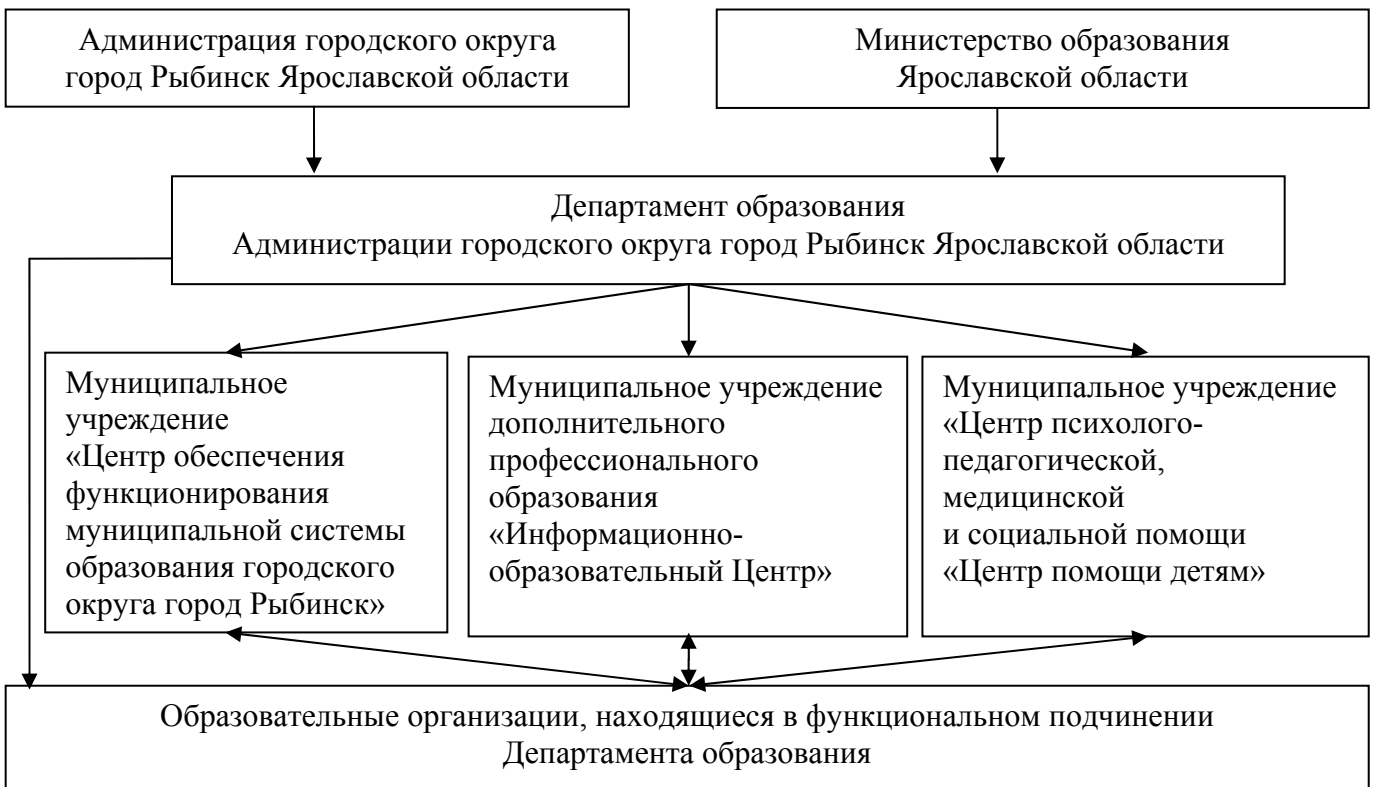 Администрация городского округа
город Рыбинск Ярославской области
Министерство образования
Ярославской области
Департамент образования
Администрации городского округа город Рыбинск Ярославской области
Муниципальное
учреждение
«Центр обеспечения
функционирования
муниципальной системы
образования городского
округа город Рыбинск»
Муниципальное учреждение
дополнительного
профессионального
образования
«Информационно-
образовательный Центр»
Муниципальное учреждение
«Центр психолого-
педагогической,
медицинской
и социальной помощи
«Центр помощи детям»
Образовательные организации, находящиеся в функциональном подчинении
Департамента образования